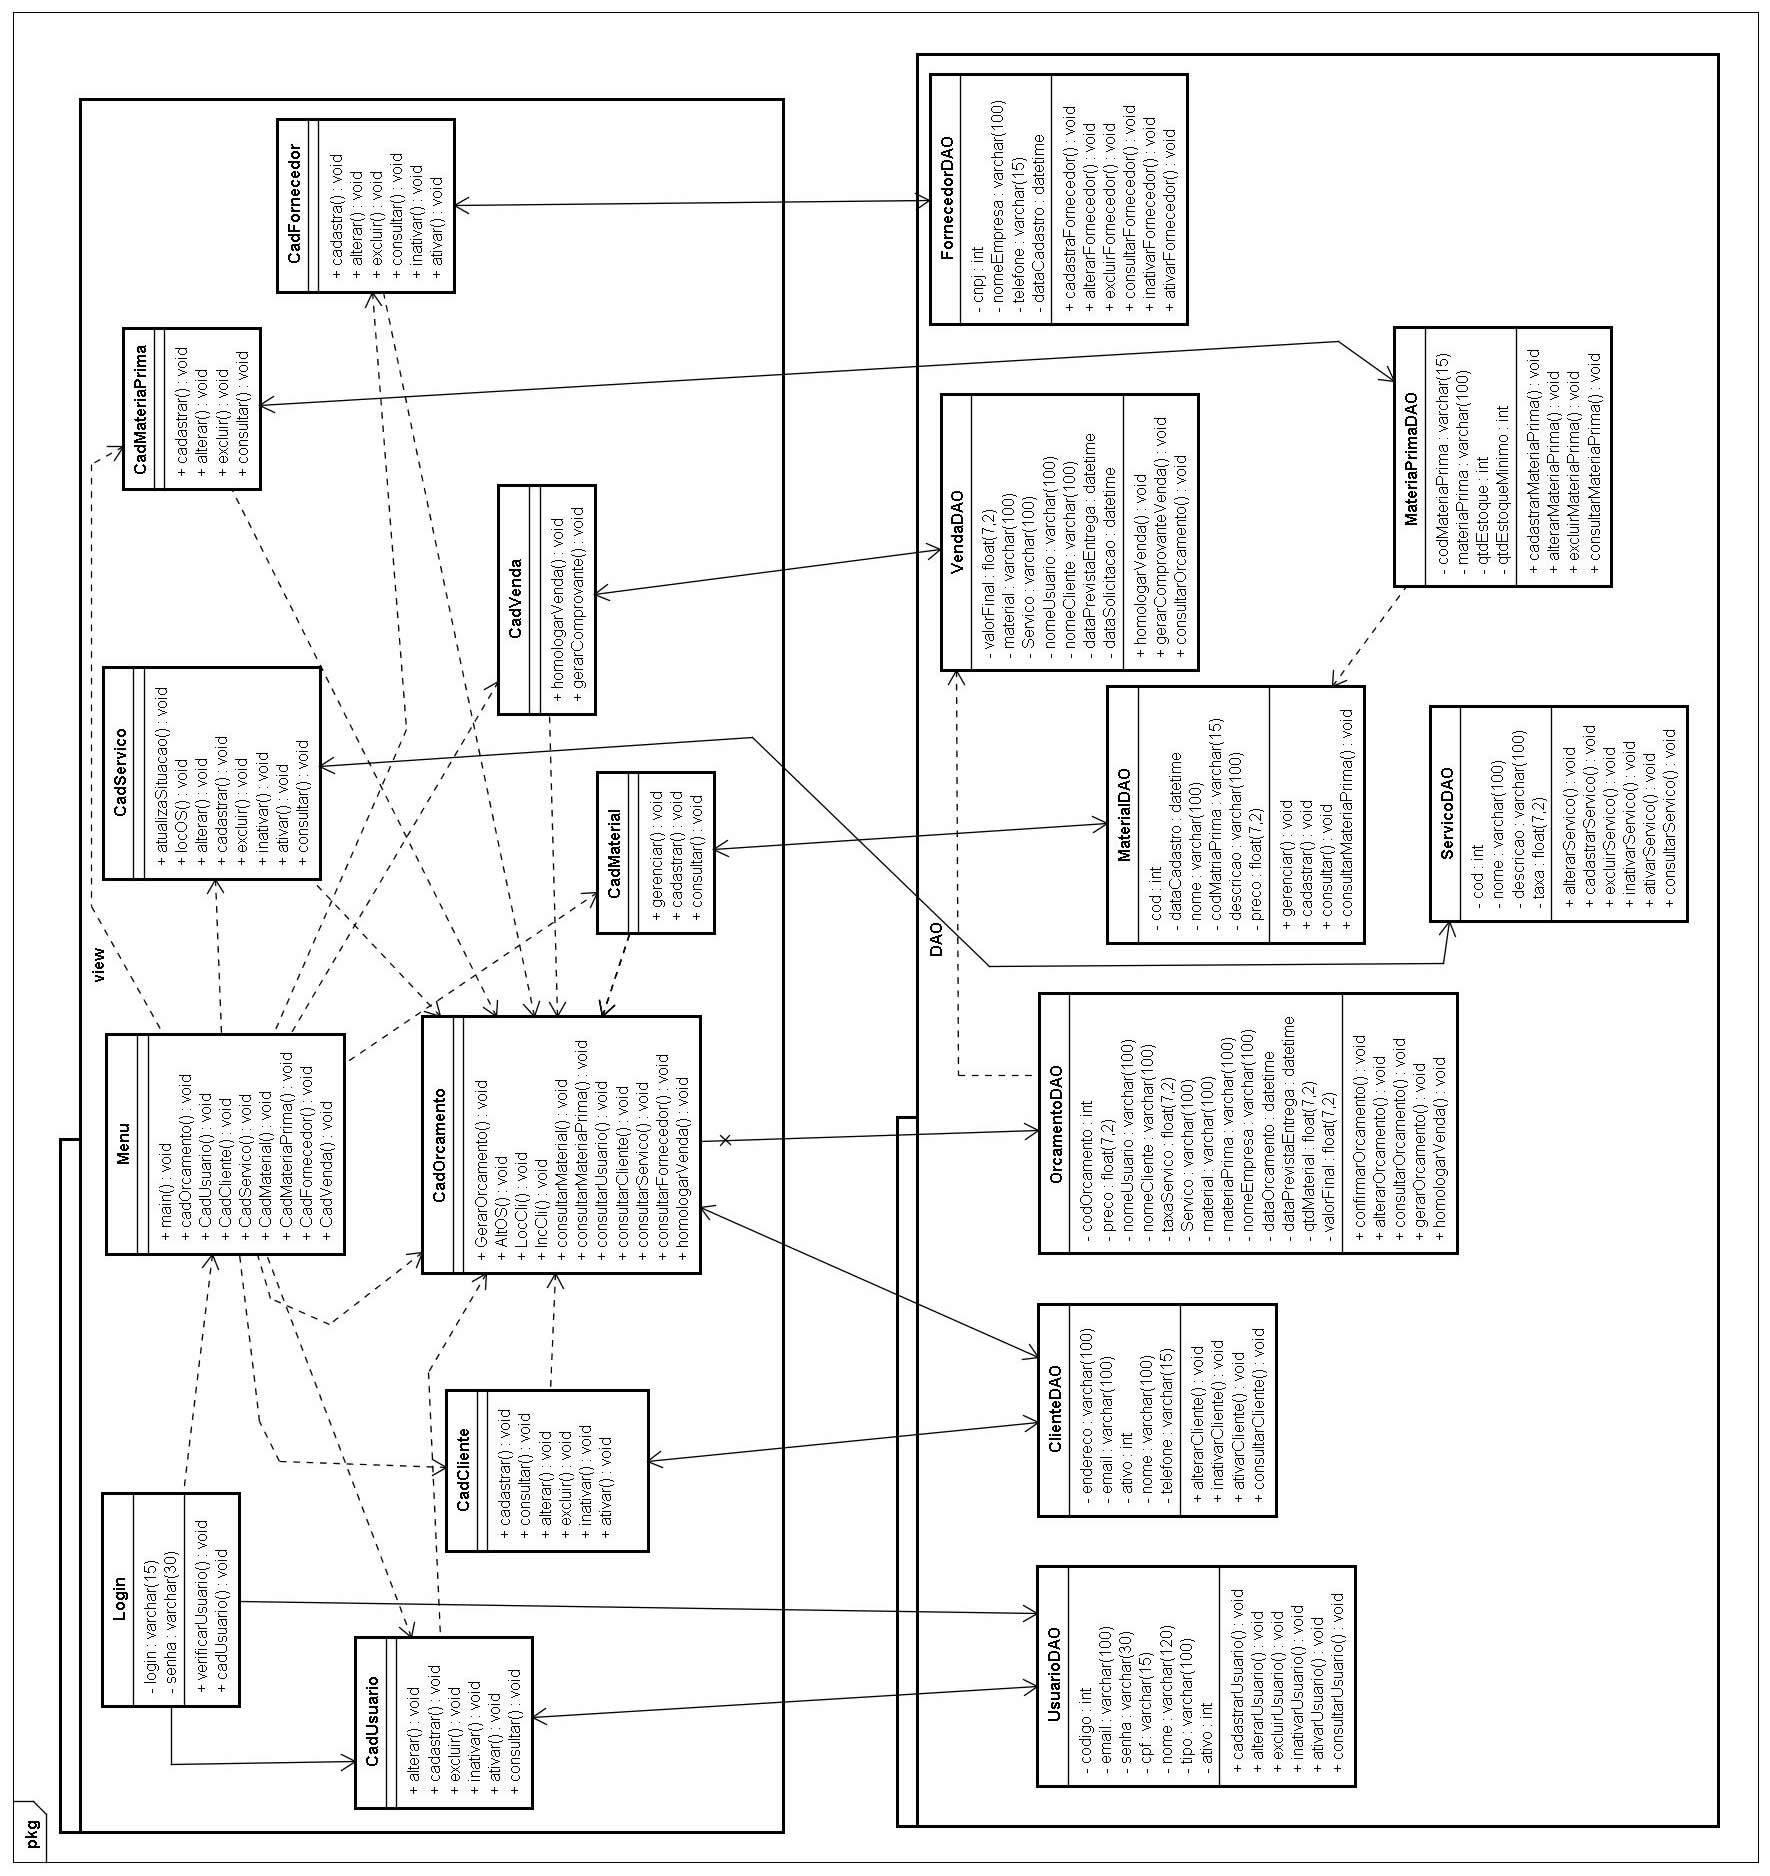 pkg
view
Login
- login : varchar(15)
- senha : varchar(30)
+ verificarUsuario() : void
+ cadUsuario() : void
Menu
+ main() : void
+ cadOrcamento() : void
+ CadUsuario() : void
+ CadCliente() : void
+ CadServico() : void
+ CadMaterial() : void
+ CadMateriaPrima() : void
+ CadFornecedor() : void
+ CadVenda() : void
CadServico
+ atualizaSituacao() : void
+ locOS() : void
+ alterar() : void
+ cadastrar() : void
+ excluir() : void
+ inativar() : void
+ ativar() : void
+ consultar() : void
CadMateriaPrima
+ cadastrar() : void
+ alterar() : void
+ excluir() : void
+ consultar() : void
CadFornecedor
+ cadastra() : void
+ alterar() : void
+ excluir() : void
+ consultar() : void
+ inativar() : void
+ ativar() : void
CadUsuario
+ alterar() : void
+ cadastrar() : void
+ excluir() : void
+ inativar() : void
+ ativar() : void
+ consultar() : void
CadCliente
+ cadastrar() : void
+ consultar() : void
+ alterar() : void
+ excluir() : void
+ inativar() : void
+ ativar() : void
CadOrcamento
+ GerarOrcamento() : void
+ AltOS() : void
+ LocCli() : void
+ IncCli() : void
+ consultarMaterial() : void
+ consultarMateriaPrima() : void
+ consultarUsuario() : void
+ consultarCliente() : void
+ consultarServico() : void
+ consultarFornecedor() : void
+ homologarVenda() : void
CadMaterial
+ gerenciar() : void
+ cadastrar() : void
+ consultar() : void
CadVenda
+ homologarVenda() : void
+ gerarComprovante() : void
DAO
UsuarioDAO
- codigo : int
- email : varchar(100)
- senha : varchar(30)
- cpf : varchar(15)
- nome : varchar(120)
- tipo : varchar(100)
- ativo : int
+ cadastrarUsuario() : void
+ alterarUsuario() : void
+ excluirUsuario() : void
+ inativarUsuario() : void
+ ativarUsuario() : void
+ consultarUsuario() : void
ClienteDAO
- endereco : varchar(100)
- email : varchar(100)
- ativo : int
- nome : varchar(100)
- telefone : varchar(15)
+ alterarCliente() : void
+ inativarCliente() : void
+ ativarCliente() : void
+ consultarCliente() : void
OrcamentoDAO
- codOrcamento : int
- preco : float(7,2)
- nomeUsuario : varchar(100)
- nomeCliente : varchar(100)
- taxaServico : float(7,2)
- Servico : varchar(100)
- material : varchar(100)
- materiaPrima : varchar(100)
- nomeEmpresa : varchar(100)
- dataOrcamento : datetime
- dataPrevistaEntrega : datetime
- qtdMaterial : float(7,2)
- valorFinal : float(7,2)
+ confirmarOrcamento() : void
+ alterarOrcamento() : void
+ consultarOrcamento() : void
+ gerarOrcamento() : void
+ homologarVenda() : void
MaterialDAO
- cod : int
- dataCadastro : datetime
- nome : varchar(100)
- codMatriaPrima : varchar(15)
- descricao : varchar(100)
- preco : float(7,2)
+ gerenciar() : void
+ cadastrar() : void
+ consultar() : void
+ consultarMateriaPrima() : void
ServicoDAO
- cod : int
- nome : varchar(100)
- descricao : varchar(100)
- taxa : float(7,2)
+ alterarServico() : void
+ cadastrarServico() : void
+ excluirServico() : void
+ inativarServico() : void
+ ativarServico() : void
+ consultarServico() : void
VendaDAO
- valorFinal : float(7,2)
- material : varchar(100)
- Servico : varchar(100)
- nomeUsuario : varchar(100)
- nomeCliente : varchar(100)
- dataPrevistaEntrega : datetime
- dataSolicitacao : datetime
+ homologarVenda() : void
+ gerarComprovanteVenda() : void
+ consultarOrcamento() : void
MateriaPrimaDAO
- codMateriaPrima : varchar(15)
- materiaPrima : varchar(100)
- qtdEstoque : int
- qtdEstoqueMinimo : int
+ cadastrarMateriaPrima() : void
+ alterarMateriaPrima() : void
+ excluirMateriaPrima() : void
+ consultarMateriaPrima() : void
FornecedorDAO
- cnpj : int
- nomeEmpresa : varchar(100)
- telefone : varchar(15)
- dataCadastro : datetime
+ cadastraFornecedor() : void
+ alterarFornecedor() : void
+ excluirFornecedor() : void
+ consultarFornecedor() : void
+ inativarFornecedor() : void
+ ativarFornecedor() : void